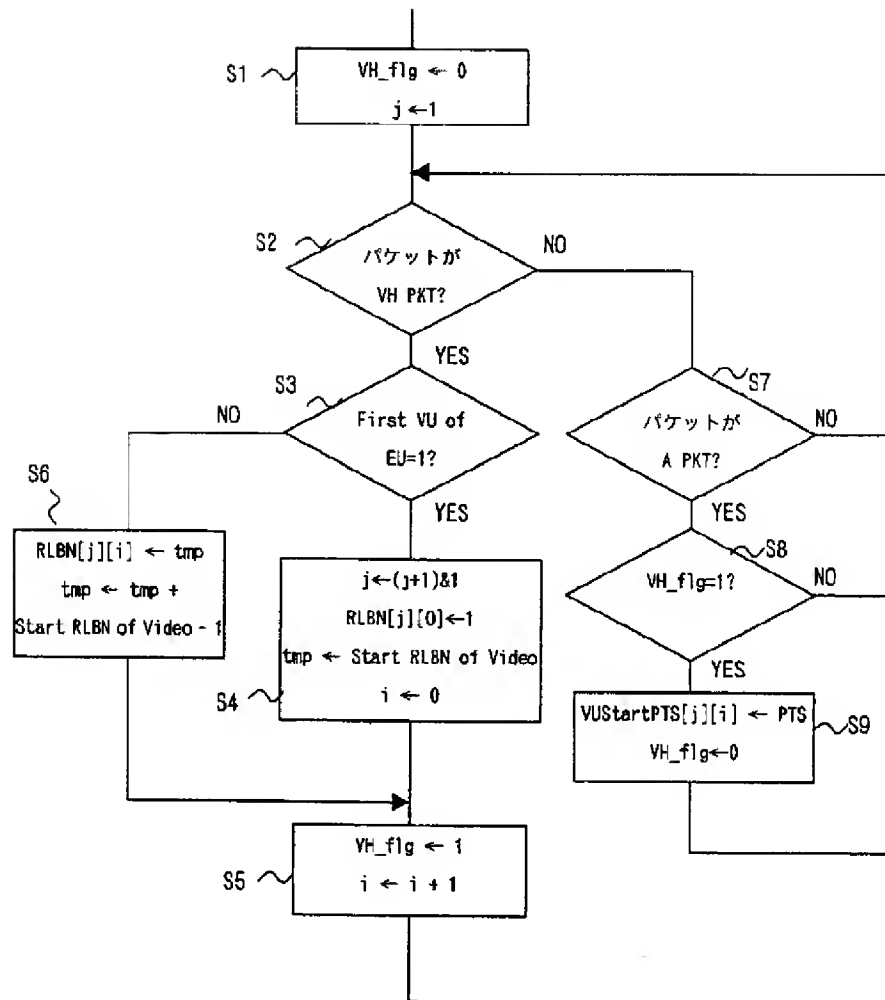 S1
VH_flg ← 0
j ←1
S2
パケットが
VH PKT?
NO
YES
S3
First VU of
EU=1?
NO
YES
S7
パケットが
A PKT?
NO
YES
S6
RLBN[j][i] ← tmp
tmp ← tmp +
Start RLBN of Video - 1
j←(j+1)&1
RLBN[j][0]←1
tmp ← Start RLBN of Video
i ← 0
S4
S8
VH_flg=1?
NO
YES
VUStartPTS[j][i] ← PTS
VH_flg←0
S9
S5
VH_flg ← 1
i ← i + 1